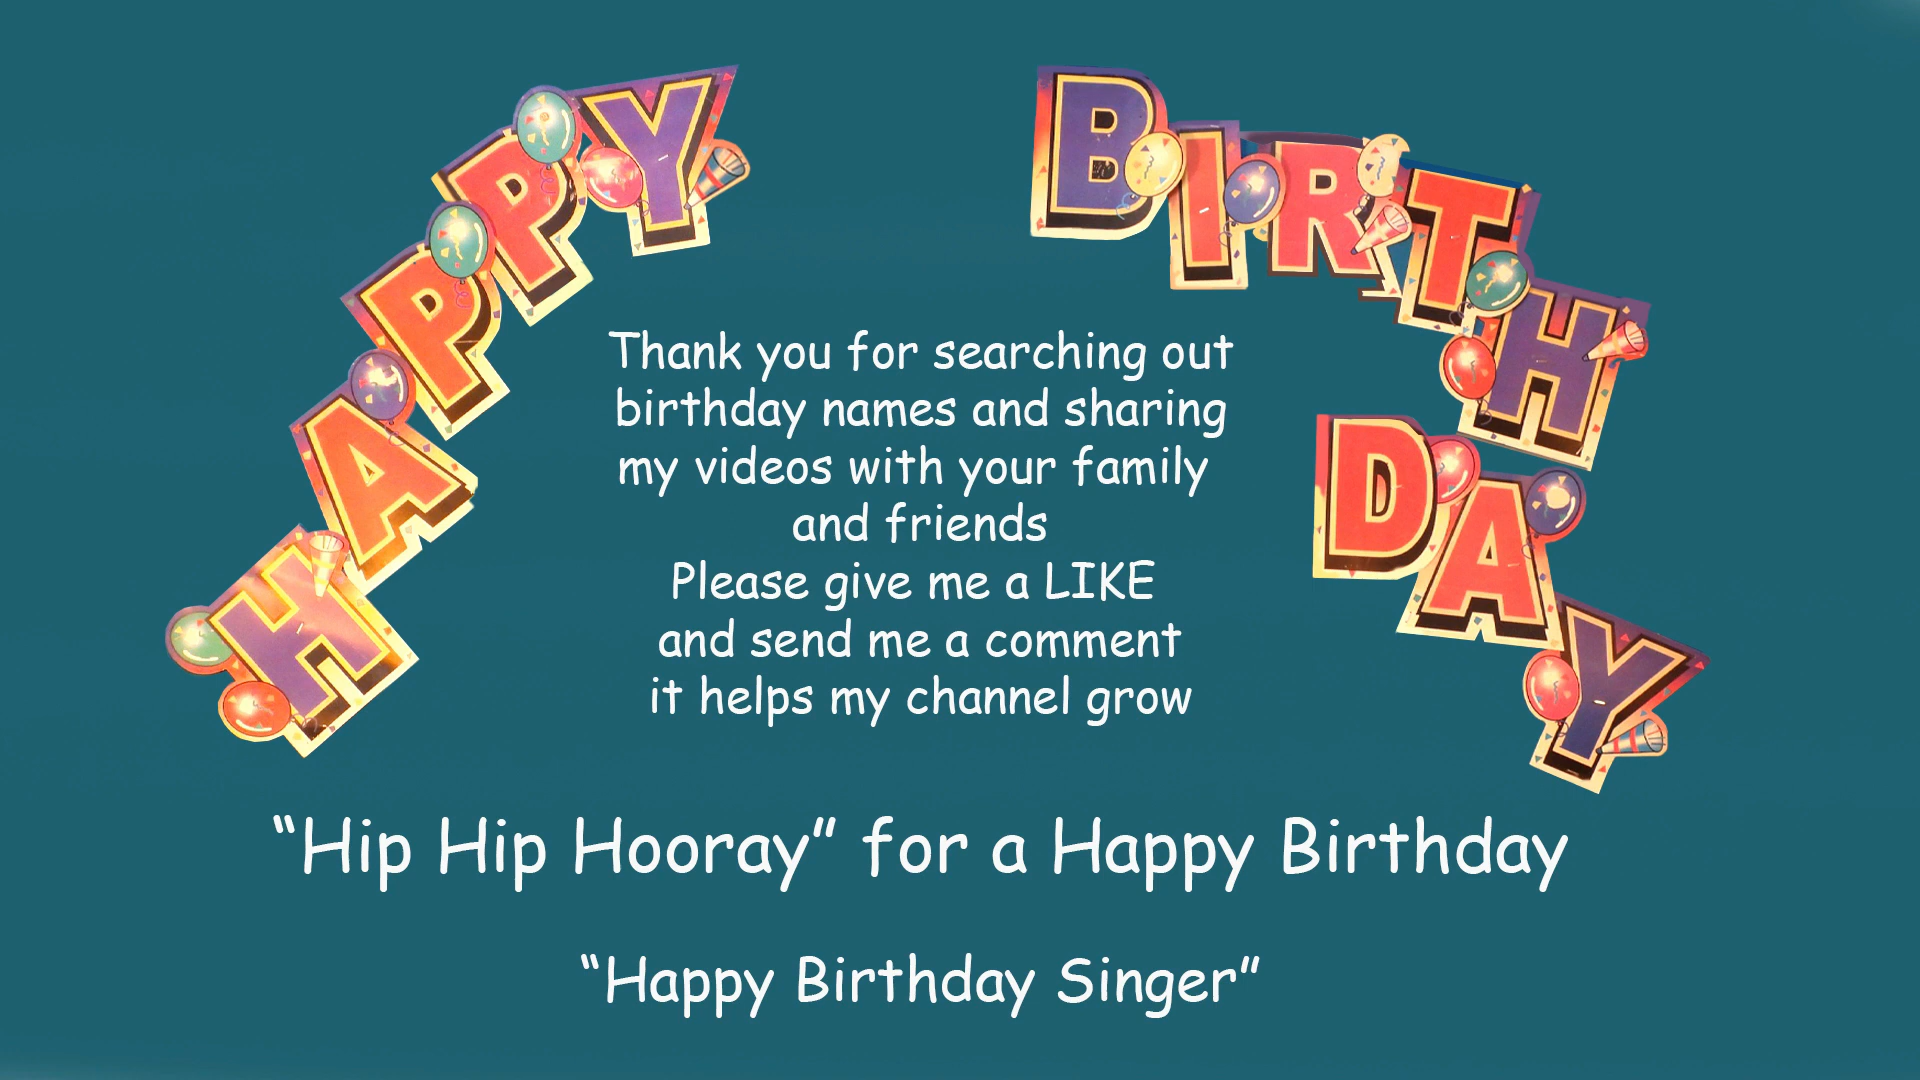 HAPPY
BIRTH
DAY
Thank you for searching out
birthday names and sharing
my videos with your family
and friends
Please give me a LIKE
and send me a comment
it helps my channel grow
“Hip Hip Hooray” for a Happy Birthday
“Happy Birthday Singer”